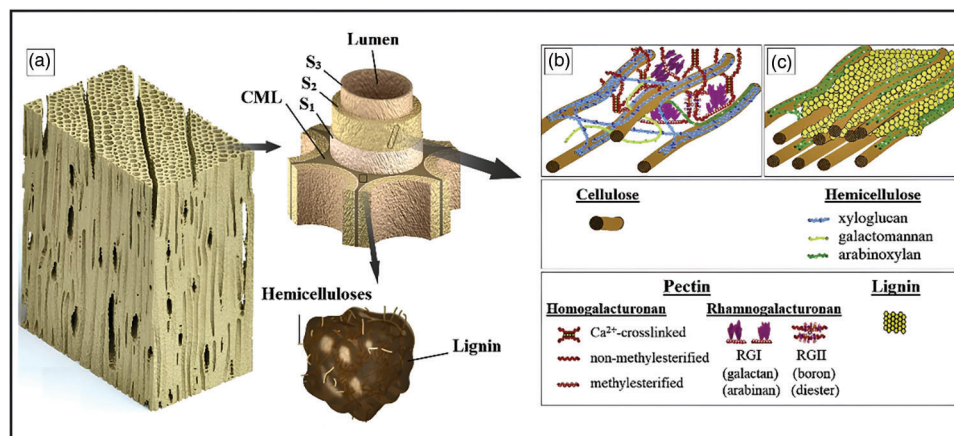 (a)
Lumen
S3
S2
CML
S1
Hemicelluloses
Lignin
(b)
(c)
Cellulose
Hemicellulose
xyloglucan
galactomannan
arabinoxylan
Pectin
Lignin
Homogalacturonan
Rhamnogalacturonan
Ca²⁺-crosslinked
non-methylesterified
methylesterified
RGI
RGII
(galactan)
(boron)
(arabinan)
(diester)